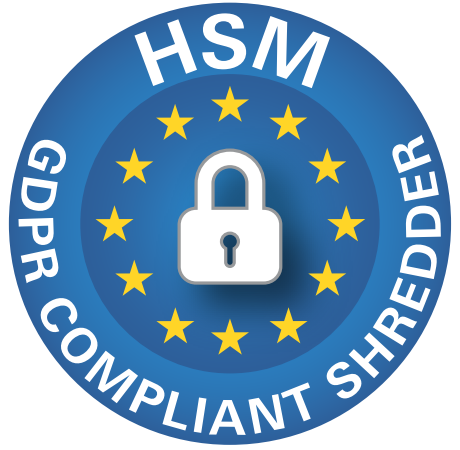 HSM
GDPR COMPLIANT SHREDDER